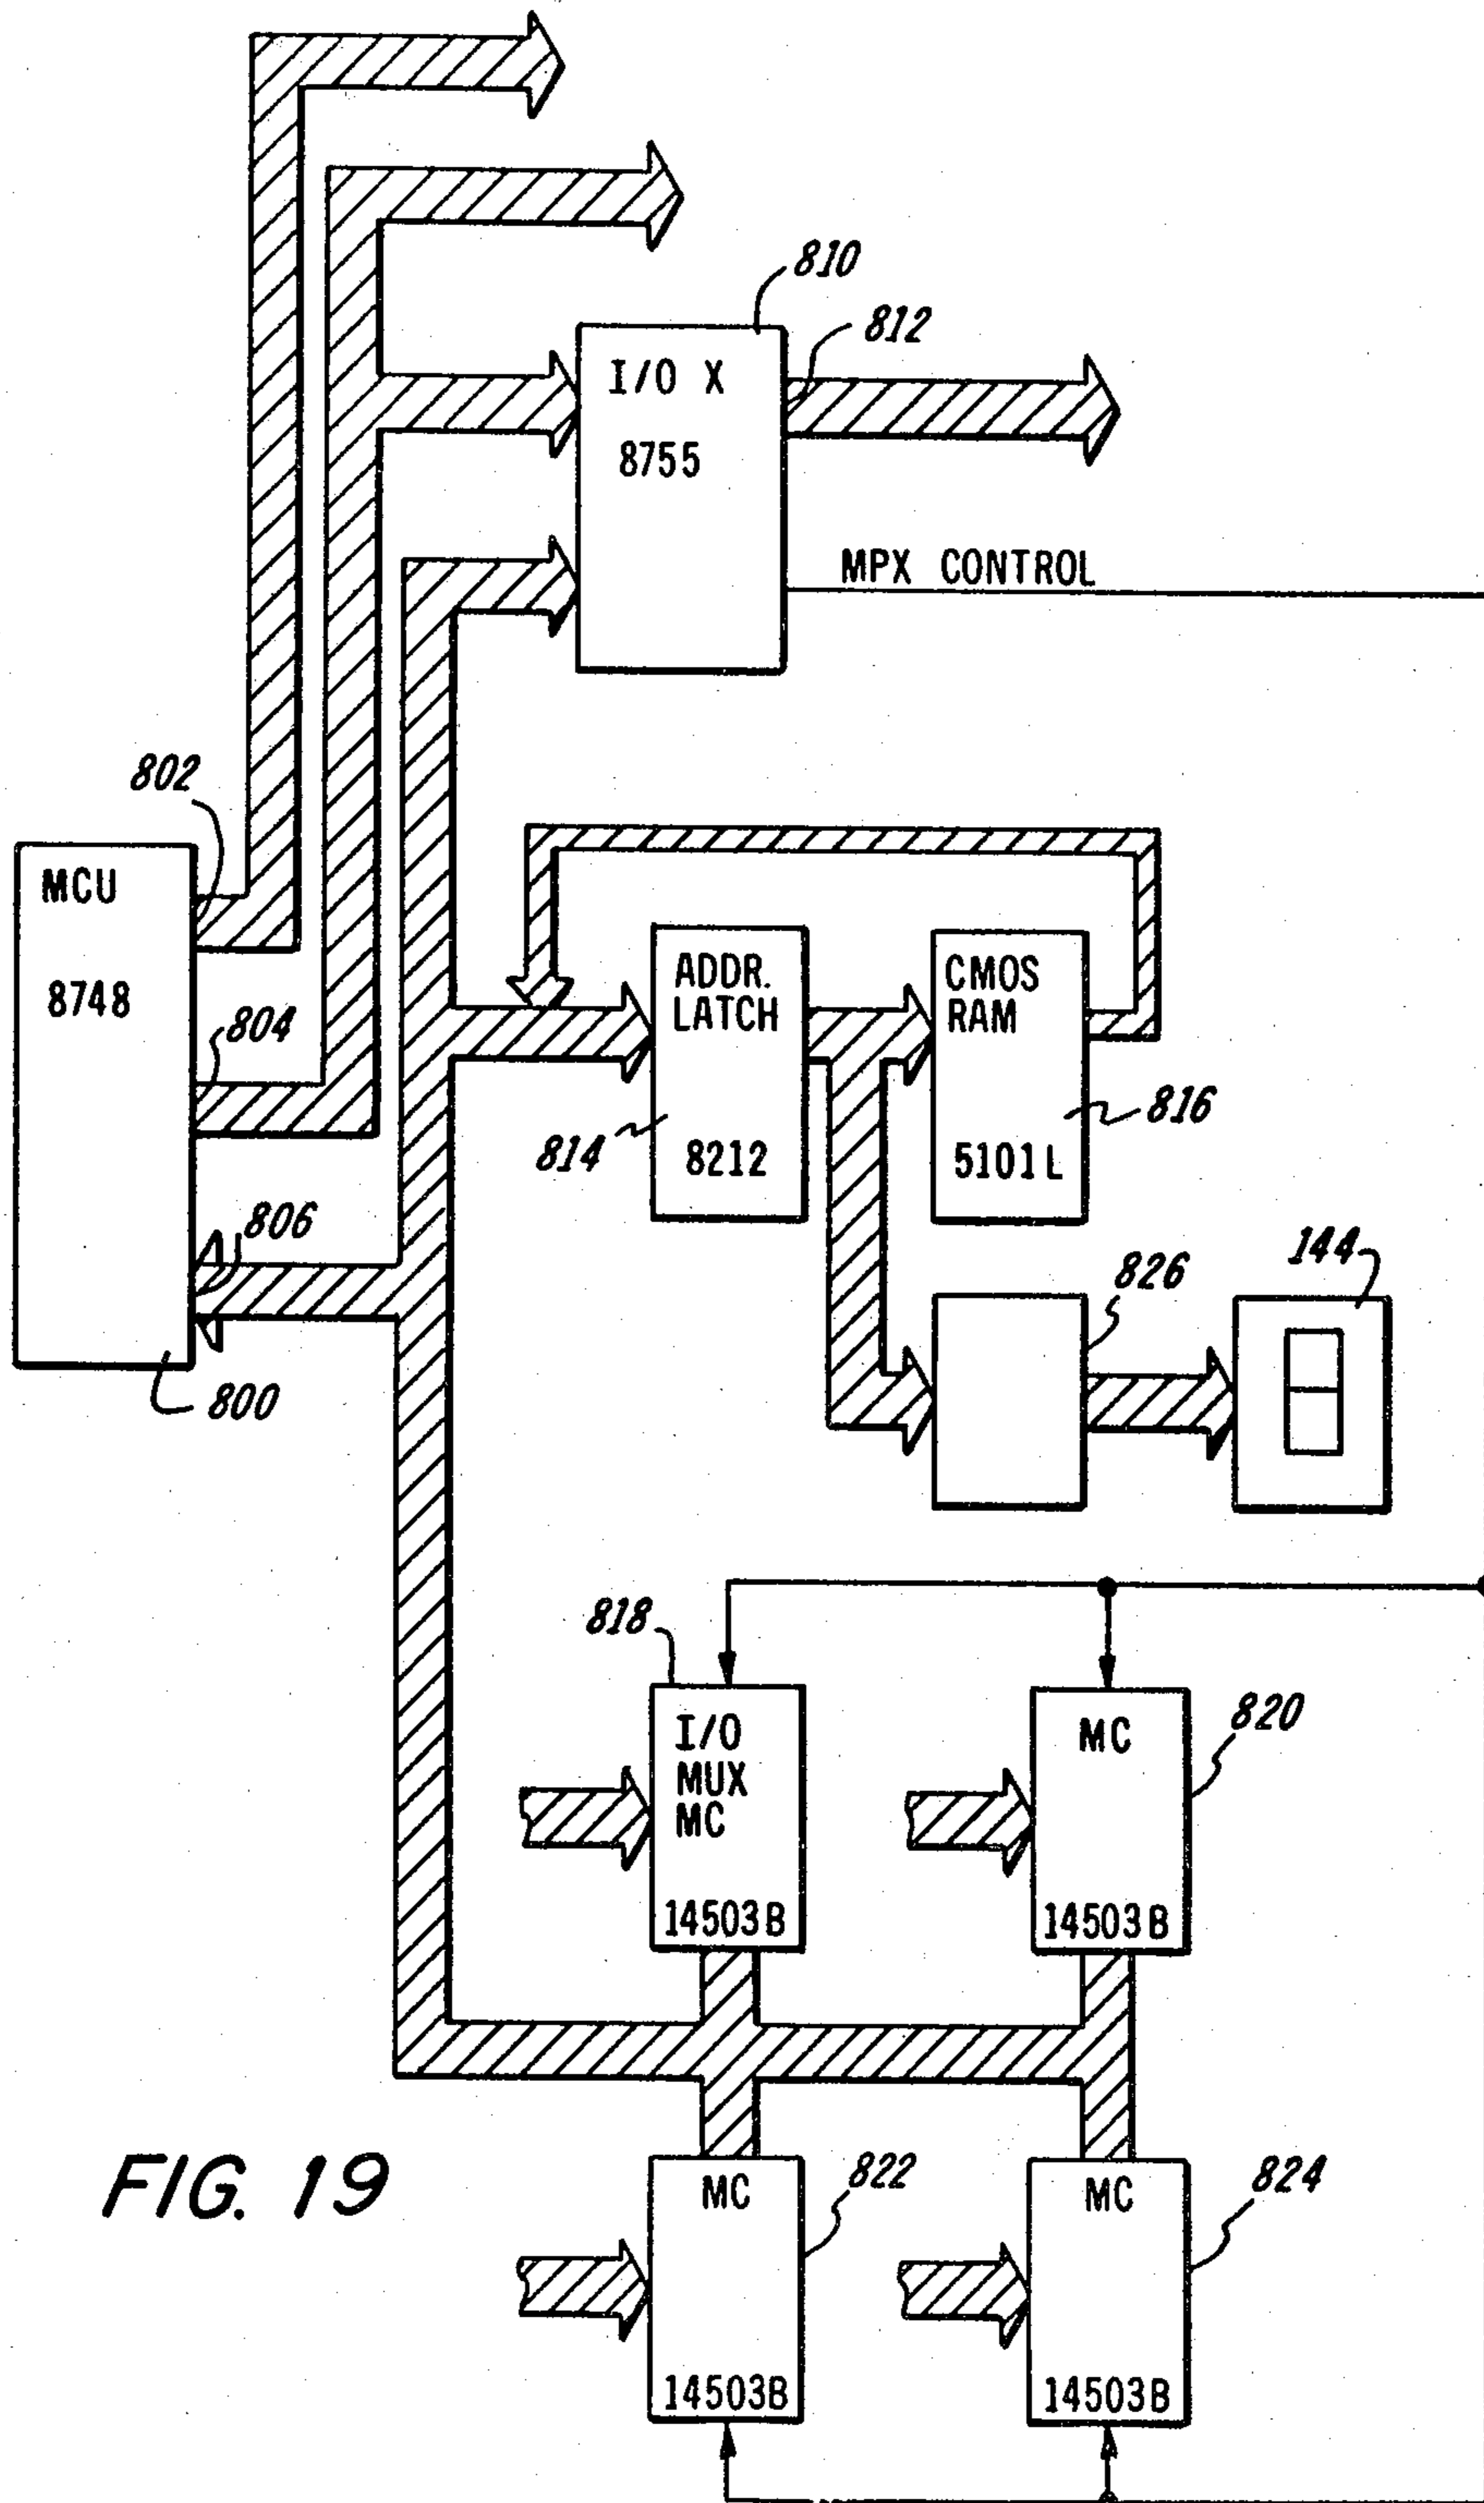 810
812
I/O X
8755
MPX CONTROL
802
MCU
8748
804
806
800
ADDR.
LATCH
814
8212
CMOS
RAM
816
5101L
826
144
818
I/O
MUX
MC
14503B
820
MC
14503B
822
MC
14503B
824
MC
14503B
FIG. 19